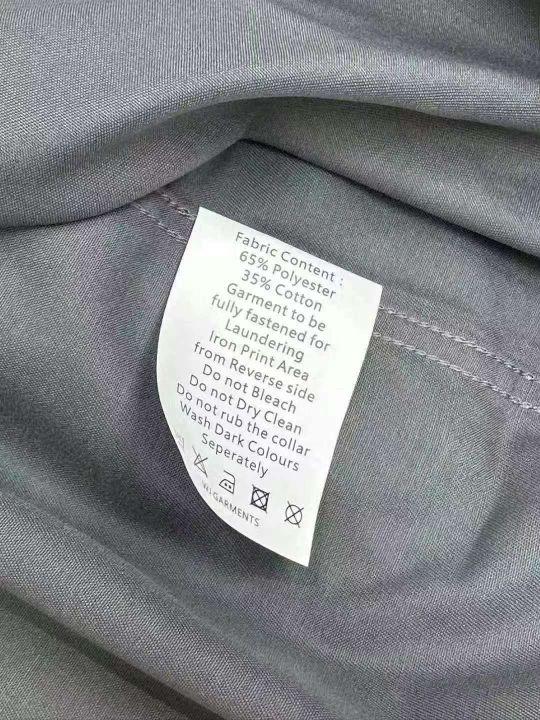 Fabric Content :
65% Polyester
35% Cotton
Garment to be
fully fastened for
Laundering
Iron Print Area
from Reverse side
Do not Bleach
Do not Dry Clean
Do not rub the collar
Wash Dark Colours
Seperately
GARMENTS